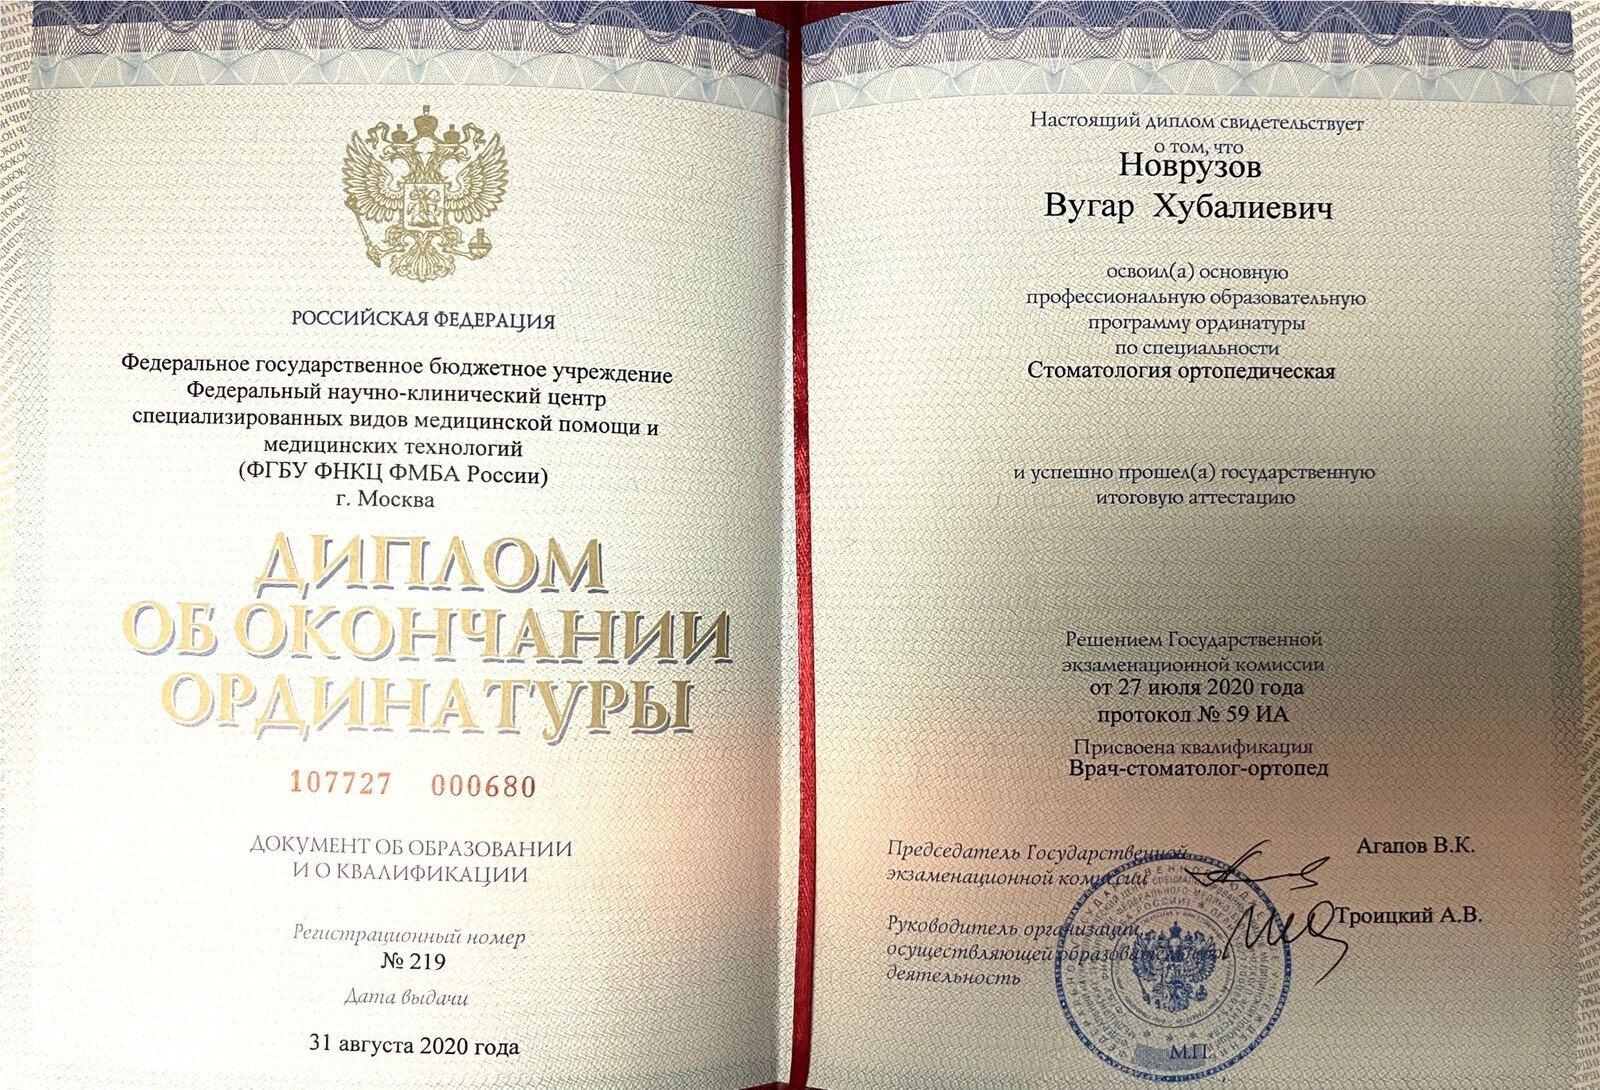 РОССИЙСКАЯ ФЕДЕРАЦИЯ
Федеральное государственное бюджетное учреждение
Федеральный научно-клинический центр
специализированных видов медицинской помощи и
медицинских технологий
(ФГБУ ФНКЦ ФМБА России)
г. Москва
ДИПЛОМ
ОБ ОКОНЧАНИИ
ОРДИНАТУРЫ
107727 000680
ДОКУМЕНТ ОБ ОБРАЗОВАНИИ
И О КВАЛИФИКАЦИИ
Регистрационный номер
№ 219
Дата выдачи
31 августа 2020 года
Настоящий диплом свидетельствует
о том, что
Новрузов
Вугар Хубалиевич
освоил(а) основную
профессиональную образовательную
программу ординатуры
по специальности
Стоматология ортопедическая
и успешно прошел(а) государственную
итоговую аттестацию
Решением Государственной
экзаменационной комиссии
от 27 июля 2020 года
протокол № 59 ИА
Присвоена квалификация
Врач-стоматолог-ортопед
Председатель Государственной
экзаменационной комиссии
Агапов В.К.
Руководитель организации,
осуществляющей образовательную
деятельность
Троицкий А.В.
М.П.